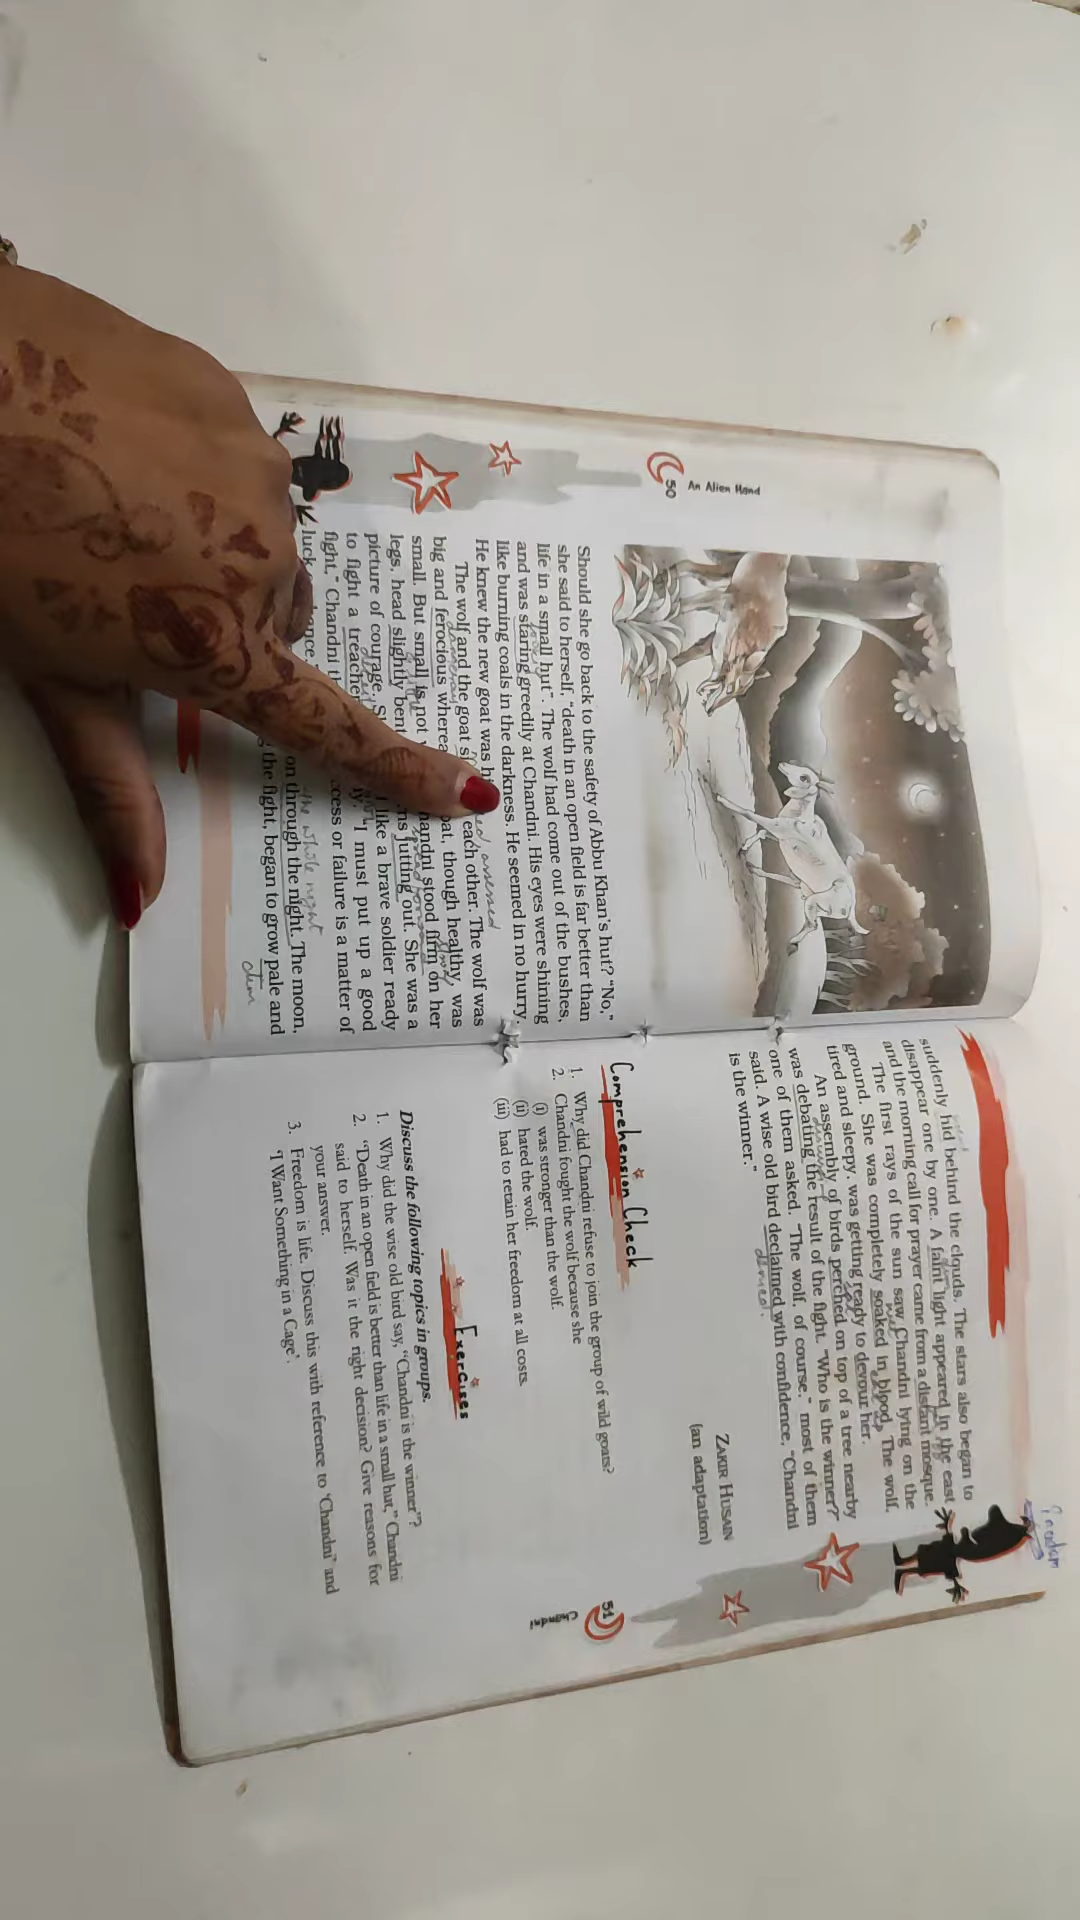 Should she go back to the safety of Abbu Khan's hut? "No,"
she said to herself, "death in an open field is far better than
life in a small hut". The wolf had come out of the bushes,
and was staring greedily at Chandni. His eyes were shining
like burning coals in the darkness. He seemed in no hurry.
He knew the new goat was
assessed
The wolf and the goat each other. The wolf was
big and ferocious though healthy, was
small. But small is not Chandni stood firm on her
legs, head slightly bent jutting out. She was a
picture of courage. like a brave soldier ready
to fight a "I must put up a good
fight," Chandni or failure is a matter of
luck
the whole night
on through the night. The moon,
the fight, began to grow pale and
dim
50 An Alien Hand
Freedom
suddenly hid behind the clouds. The stars also began to
disappear one by one. A faint light appeared in the east
and the morning call for prayer came from a distant mosque.
The first rays of the sun saw Chandni lying on the
ground. She was completely soaked in blood. The wolf,
tired and sleepy, was getting ready to devour her.
An assembly of birds perched on top of a tree nearby
was debating the result of the fight. "Who is the winner?"
one of them asked. "The wolf, of course," most of them
said. A wise old bird declaimed with confidence, "Chandni
is the winner."
ZAKIR HUSAIN
(an adaptation)
Comprehension Check
1. Why did Chandni refuse to join the group of wild goats?
2. Chandni fought the wolf because she
(i) was stronger than the wolf.
(ii) hated the wolf.
(iii) had to retain her freedom at all costs.
Exercises
Discuss the following topics in groups.
1. Why did the wise old bird say, "Chandni is the winner"?
2. "Death in an open field is better than life in a small hut," Chandni
said to herself. Was it the right decision? Give reasons for
your answer.
3. Freedom is life. Discuss this with reference to 'Chandni' and
'I Want Something in a Cage'.
51
Chandni